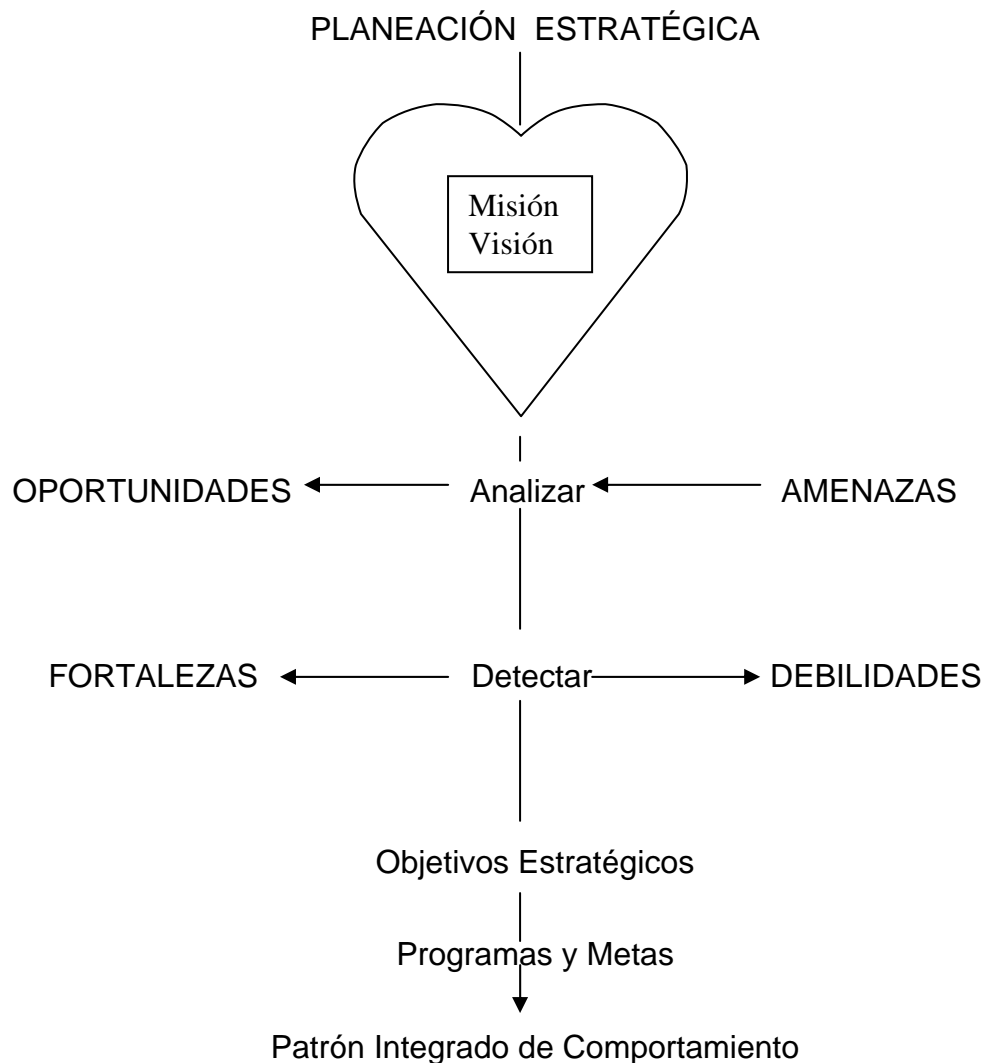 PLANEACIÓN ESTRATÉGICA
Misión
Visión
OPORTUNIDADES Analizar AMENAZAS
FORTALEZAS Detectar DEBILIDADES
Objetivos Estratégicos
Programas y Metas
Patrón Integrado de Comportamiento